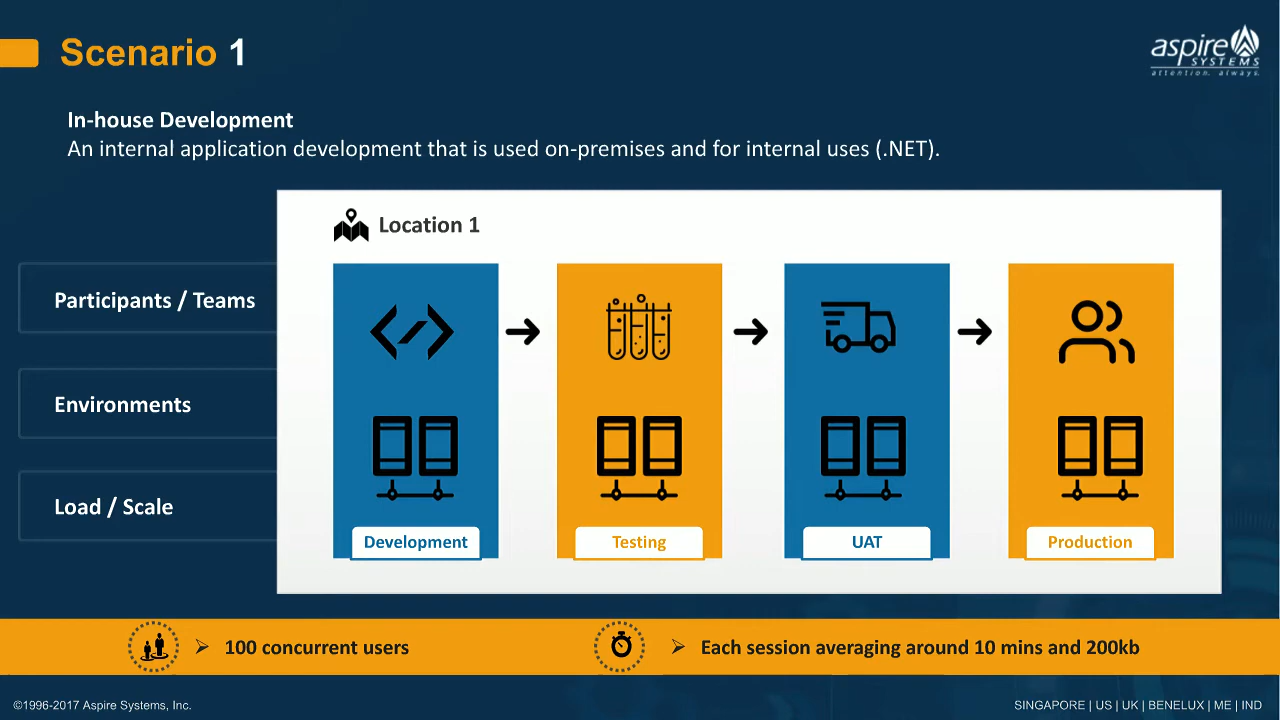 Scenario 1
aspire
SYSTEMS
attention. always.
In-house Development
An internal application development that is used on-premises and for internal uses (.NET).
Location 1
Participants / Teams
Environments
Load / Scale
Development
Testing
UAT
Production
100 concurrent users
Each session averaging around 10 mins and 200kb
©1996-2017 Aspire Systems, Inc.
SINGAPORE | US | UK | BENELUX | ME | IND